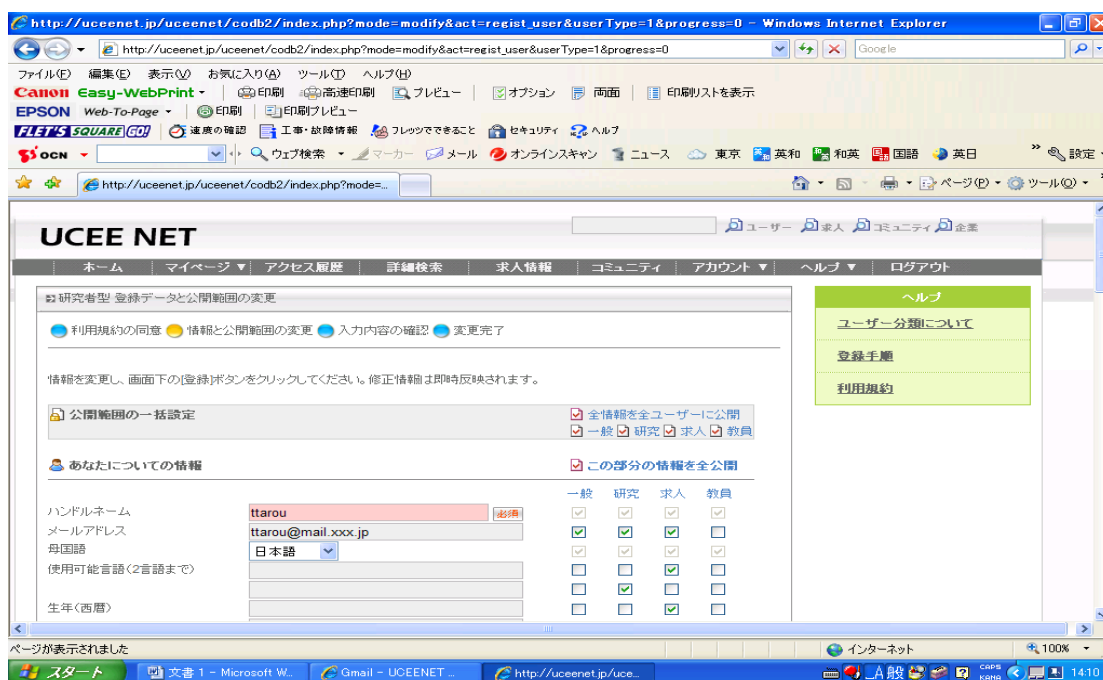 http://uceenet.jp/uceenet/codb2/index.php?mode=modify&act=regist_user&userType=1&progress=0 - Windows Internet Explorer
http://uceenet.jp/uceenet/codb2/index.php?mode=modify&act=regist_user&userType=1&progress=0
Google
ファイル(F) 編集(E) 表示(V) お気に入り(A) ツール(T) ヘルプ(H)
Canon Easy-WebPrint 印刷 高速印刷 プレビュー オプション 両面 印刷リストを表示
EPSON Web-To-Page 印刷 印刷プレビュー
FLET'S SQUARE GO! 速度の確認 工事・故障情報 フレッツでできること セキュリティ ヘルプ
OCN ウェブ検索 マーカー メール オンラインスキャン ニュース 東京 英和 和英 国語 英日 » 設定
http://uceenet.jp/uceenet/codb2/index.php?mode=... ページ(P) ツール(O)
UCEE NET
ユーザー 求人 コミュニティ 企業
ホーム マイページ ▼ アクセス履歴 詳細検索 求人情報 コミュニティ アカウント ▼ ヘルプ ▼ ログアウト
研究者型 登録データと公開範囲の変更
利用規約の同意 情報と公開範囲の変更 入力内容の確認 変更完了
情報を変更し、画面下の[登録]ボタンをクリックしてください。修正情報は即時反映されます。
公開範囲の一括設定
全情報を全ユーザーに公開
一般 研究 求人 教員
あなたについての情報
この部分の情報を全公開
一般 研究 求人 教員
ハンドルネーム ttarou 必須
メールアドレス ttarou@mail.xxx.jp
母国語 日本語
使用可能言語(2言語まで)
生年(西暦)
ヘルプ
ユーザー分類について
登録手順
利用規約
ページが表示されました インターネット 100%
スタート 文書 1 - Microsoft W... Gmail - UCEENET ... http://uceenet.jp/uce... A 般 CAPS KANA 14:10